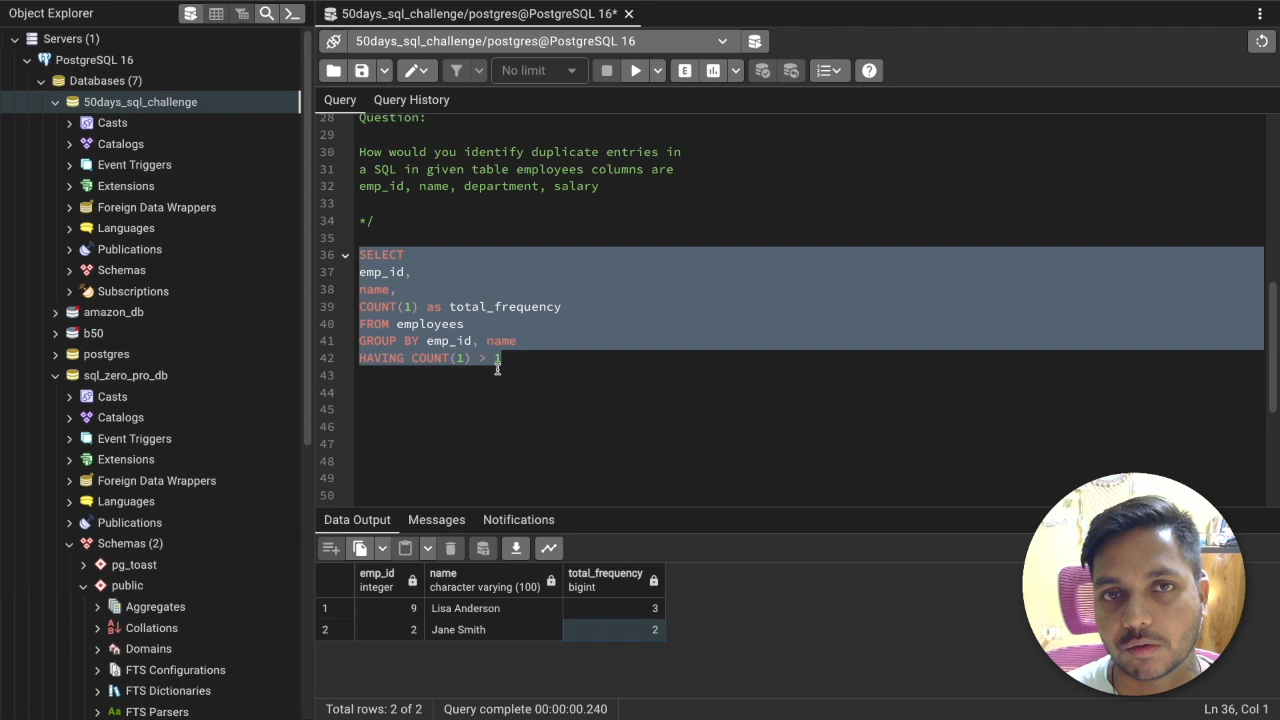 Object Explorer
50days_sql_challenge/postgres@PostgreSQL 16*
Servers (1)
PostgreSQL 16
Databases (7)
50days_sql_challenge
Casts
Catalogs
Event Triggers
Extensions
Foreign Data Wrappers
Languages
Publications
Schemas
Subscriptions
amazon_db
b50
postgres
sql_zero_pro_db
Casts
Catalogs
Event Triggers
Extensions
Foreign Data Wrappers
Languages
Publications
Schemas (2)
pg_toast
public
Aggregates
Collations
Domains
FTS Configurations
FTS Dictionaries
Aa FTS Parsers
50days_sql_challenge/postgres@PostgreSQL 16
No limit
E
Query Query History
28 Question:
29
30 How would you identify duplicate entries in
31 a SQL in given table employees columns are
32 emp_id, name, department, salary
33
34 */
35
36 SELECT
37 emp_id,
38 name,
39 COUNT(1) as total_frequency
40 FROM employees
41 GROUP BY emp_id, name
42 HAVING COUNT(1) > 1
43
44
45
46
47
48
49
50
Data Output Messages Notifications
emp_id name total_frequency
integer character varying (100) bigint
1 9 Lisa Anderson 3
2 2 Jane Smith 2
Total rows: 2 of 2 Query complete 00:00:00.240 Ln 36, Col 1